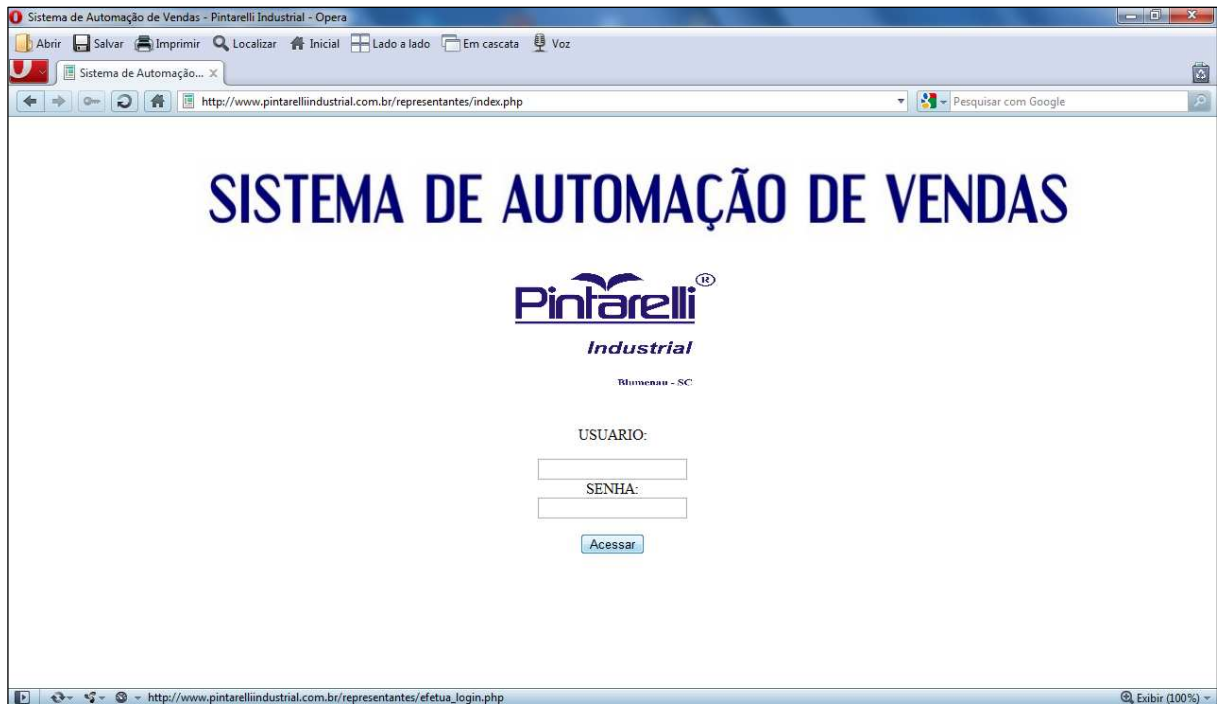 Sistema de Automação de Vendas - Pintarelli Industrial - Opera
Abrir Salvar Imprimir Localizar Inicial Lado a lado Em cascata Voz
Sistema de Automação...
http://www.pintarelliindustrial.com.br/representantes/index.php Pesquisar com Google
SISTEMA DE AUTOMAÇÃO DE VENDAS
Pintarelli ®
Industrial
Blumenau - SC
USUARIO:
SENHA:
Acessar
http://www.pintarelliindustrial.com.br/representantes/efetua_login.php Exibir (100%)